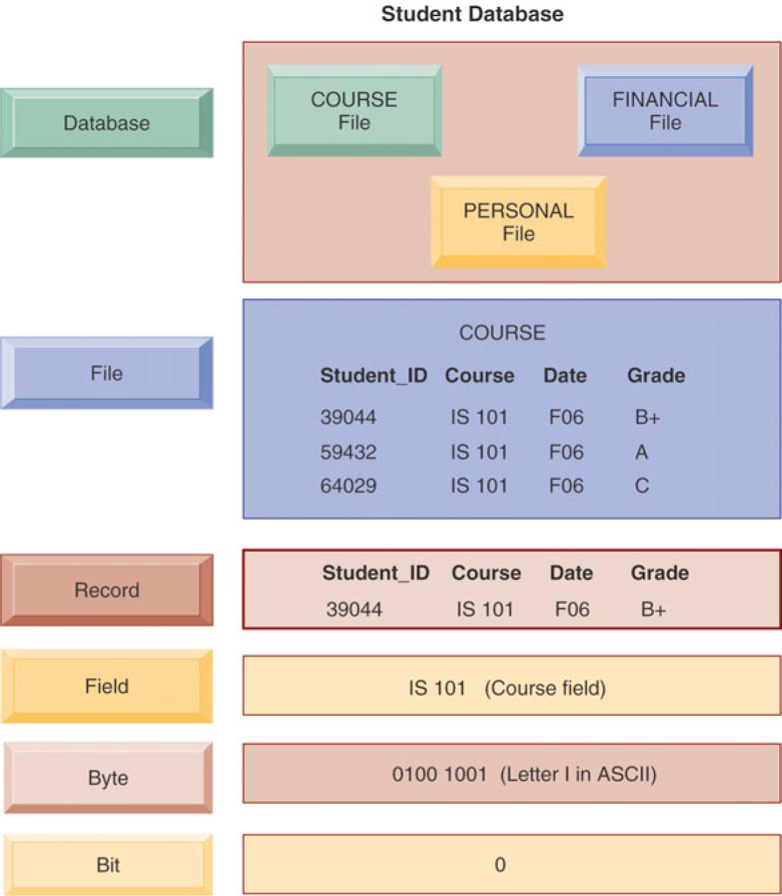 Student Database
Database
COURSE
File
FINANCIAL
File
PERSONAL
File
File
COURSE
Student_ID Course Date Grade
39044 IS 101 F06 B+
59432 IS 101 F06 A
64029 IS 101 F06 C
Record
Student_ID Course Date Grade
39044 IS 101 F06 B+
Field
IS 101 (Course field)
Byte
0100 1001 (Letter I in ASCII)
Bit
0